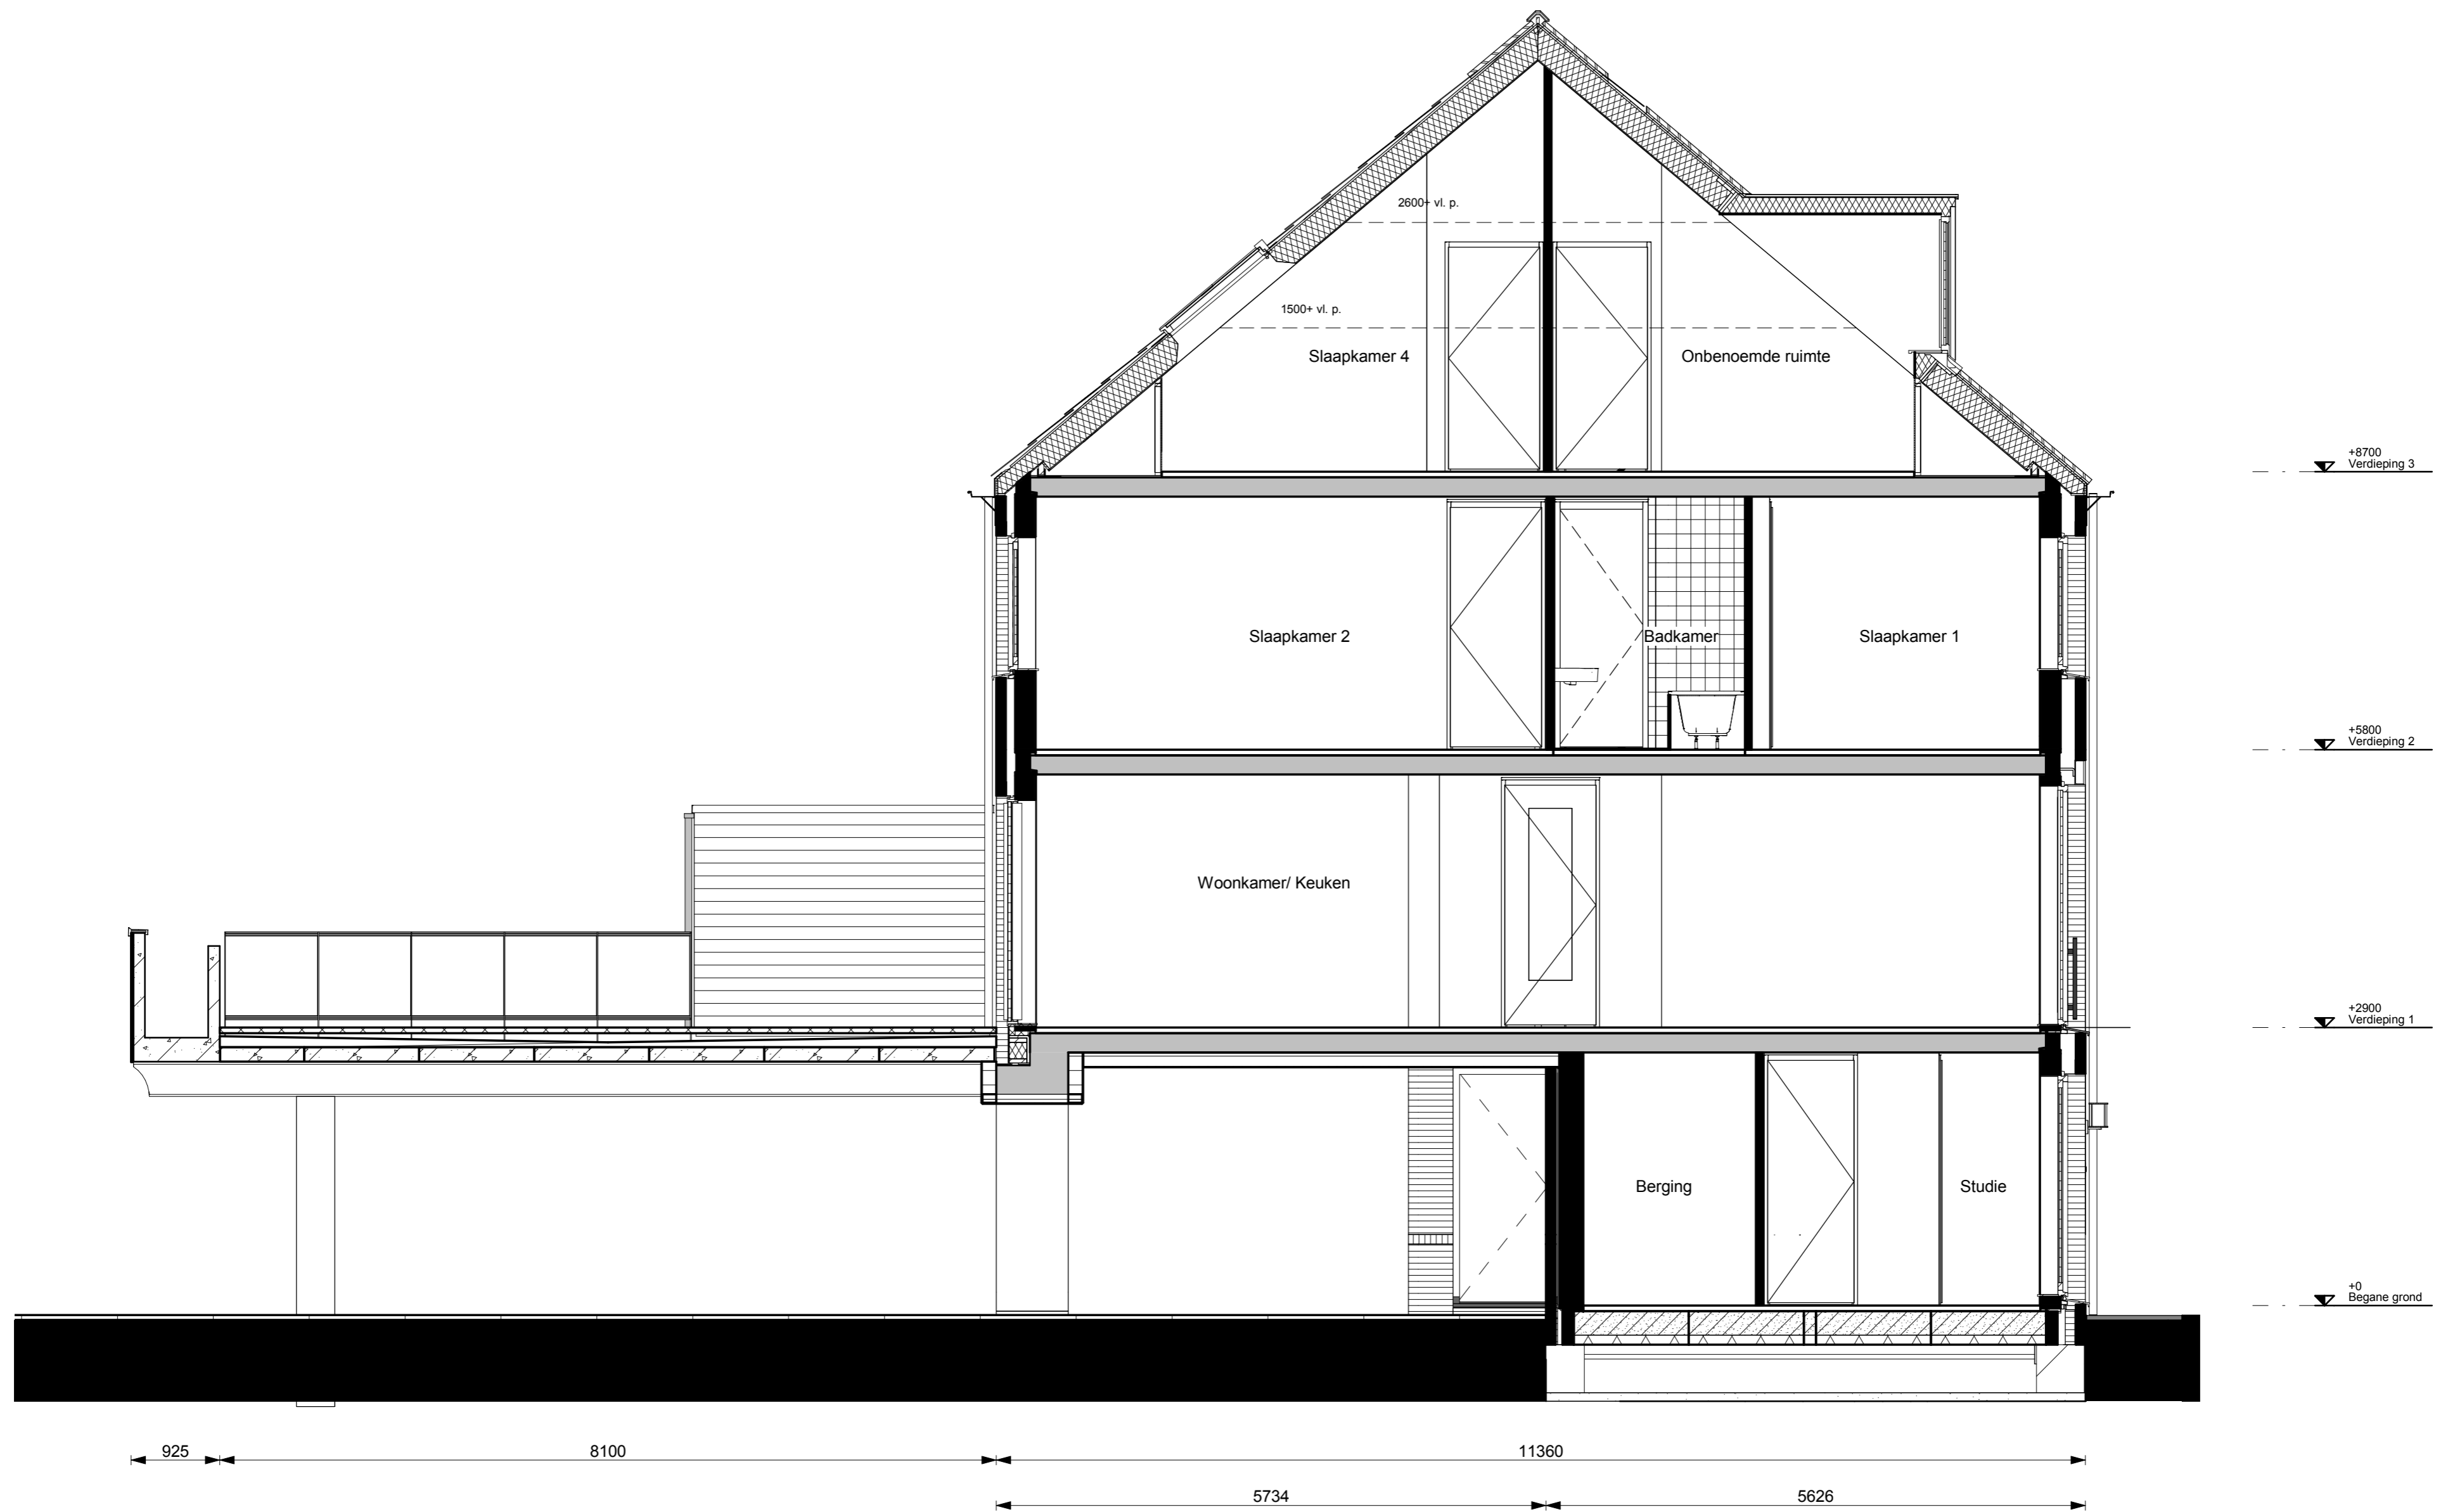 2600+ vl. p.
1500+ vl. p.
Slaapkamer 4
Onbenoemde ruimte
+8700
Verdieping 3
Slaapkamer 2
Badkamer
Slaapkamer 1
+5800
Verdieping 2
Woonkamer/ Keuken
+2900
Verdieping 1
Berging
Studie
+0
Begane grond
925
8100
11360
5734
5626